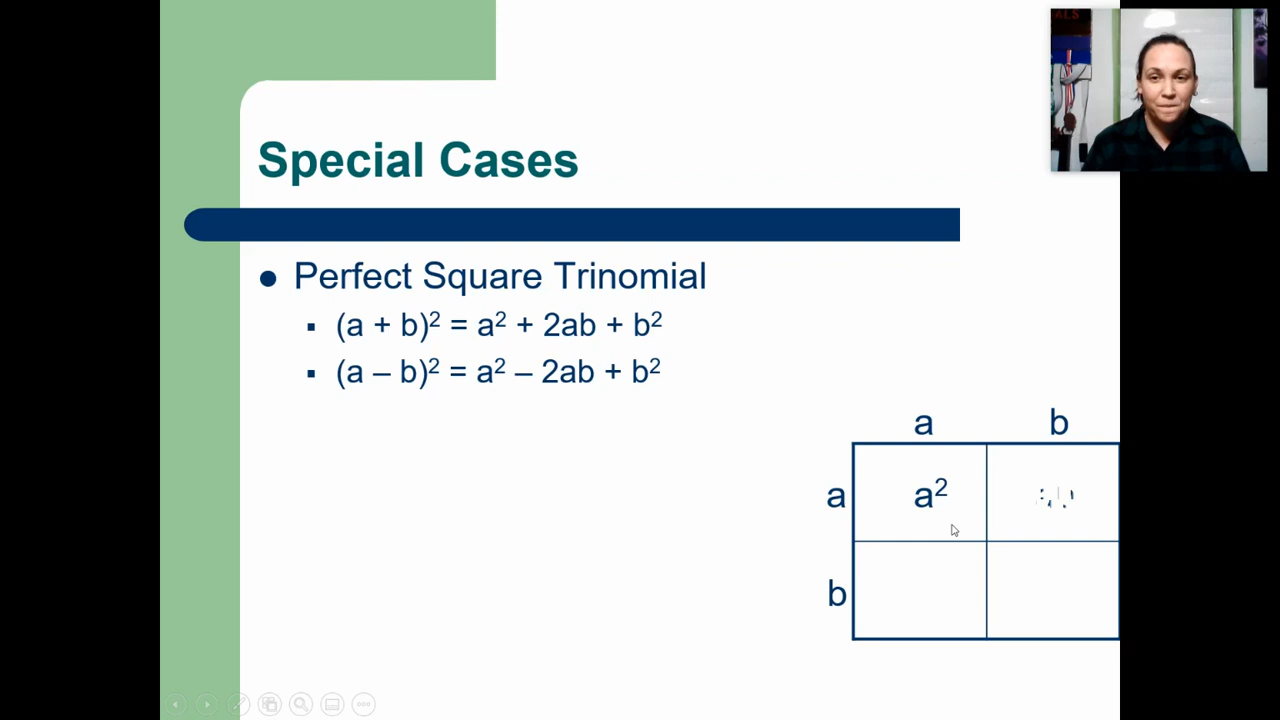 Special Cases
Perfect Square Trinomial
(a + b)² = a² + 2ab + b²
(a – b)² = a² – 2ab + b²
a b
a a²
b